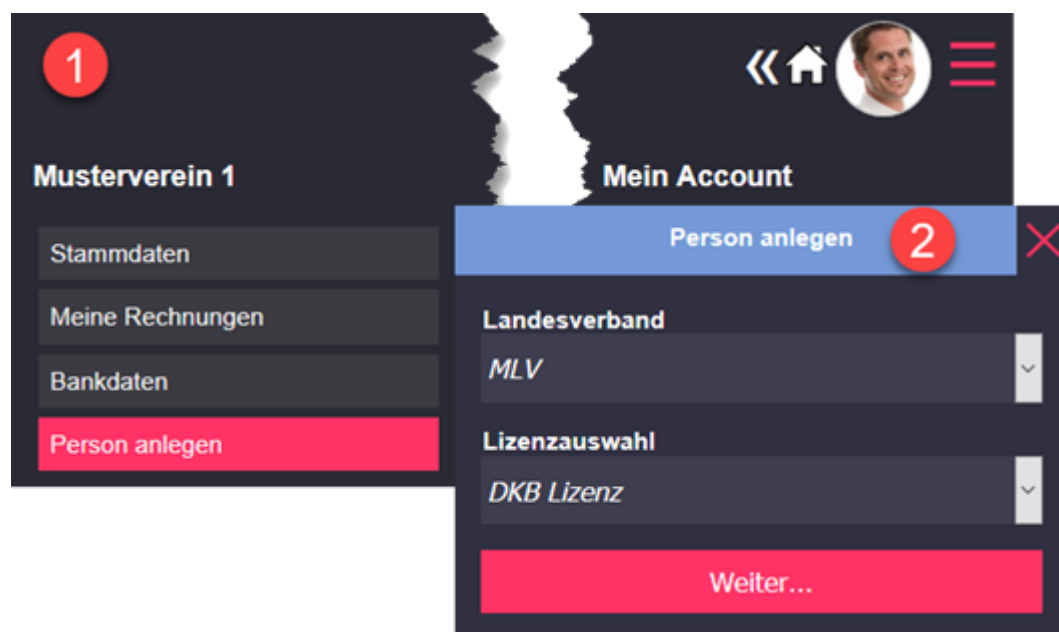 1
Musterverein 1
Mein Account
Stammdaten
Meine Rechnungen
Bankdaten
Person anlegen
Person anlegen
2
Landesverband
MLV
Lizenzauswahl
DKB Lizenz
Weiter...